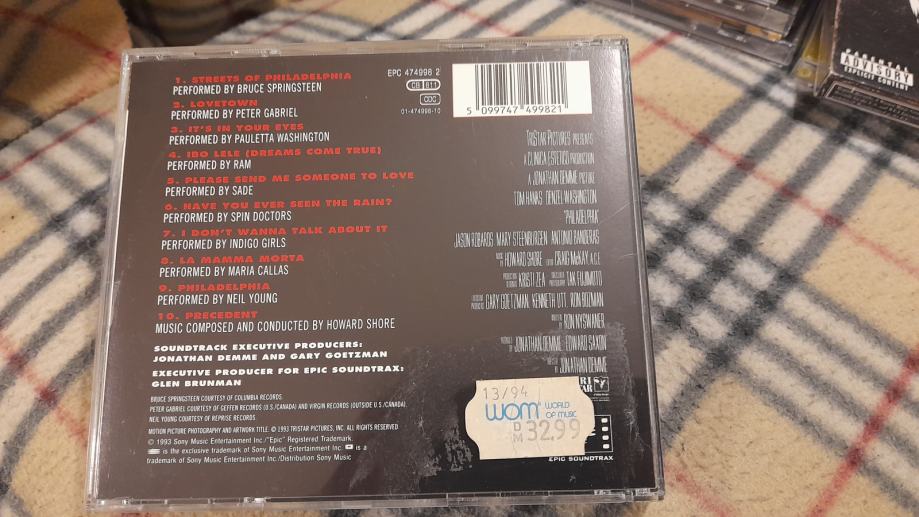 1. STREETS OF PHILADELPHIA
PERFORMED BY BRUCE SPRINGSTEEN
2. LOVETOWN
PERFORMED BY PETER GABRIEL
3. IT'S IN YOUR EYES
PERFORMED BY PAULETTA WASHINGTON
4. IBO LELE (DREAMS COME TRUE)
PERFORMED BY RAM
5. PLEASE SEND ME SOMEONE TO LOVE
PERFORMED BY SADE
6. HAVE YOU EVER SEEN THE RAIN?
PERFORMED BY SPIN DOCTORS
7. I DON'T WANNA TALK ABOUT IT
PERFORMED BY INDIGO GIRLS
8. LA MAMMA MORTA
PERFORMED BY MARIA CALLAS
9. PHILADELPHIA
PERFORMED BY NEIL YOUNG
10. PRECEDENT
MUSIC COMPOSED AND CONDUCTED BY HOWARD SHORE
SOUNDTRACK EXECUTIVE PRODUCERS:
JONATHAN DEMME AND GARY GOETZMAN
EXECUTIVE PRODUCER FOR EPIC SOUNDTRAX:
GLEN BRUNMAN
BRUCE SPRINGSTEEN COURTESY OF COLUMBIA RECORDS
PETER GABRIEL COURTESY OF GEFFEN RECORDS (U.S./CANADA) AND VIRGIN RECORDS (OUTSIDE U.S./CANADA).
NEIL YOUNG COURTESY OF REPRISE RECORDS
MOTION PICTURE PHOTOGRAPHY AND ARTWORK TITLE: © 1993 TRISTAR PICTURES, INC. ALL RIGHTS RESERVED
© 1993 Sony Music Entertainment Inc./"Epic" Registered Trademark.
is the exclusive trademark of Sony Music Entertainment Inc. is a
trademark of Sony Music Entertainment Inc./Distribution Sony Music
EPC 474998 2
01-474998-10
5 099747 499821
TRISTAR PICTURES PRESENTS
A CLINICA ESTETICO PRODUCTION
A JONATHAN DEMME PICTURE
TOM HANKS DENZEL WASHINGTON
"PHILADELPHIA"
JASON ROBARDS MARY STEENBURGEN ANTONIO BANDERAS
HOWARD SHORE CRAIG McKAY, A.C.E.
KRISTI ZEA TAK FUJIMOTO
GARY GOETZMAN, KENNETH UTT, RON BOZMAN
RON NYSWANER
JONATHAN DEMME EDWARD SAXON
JONATHAN DEMME
13/94
WOM WORLD OF MUSIC
DM 32,99
EPIC SOUNDTRAX
PARENTAL
ADVISORY
EXPLICIT CONTENT